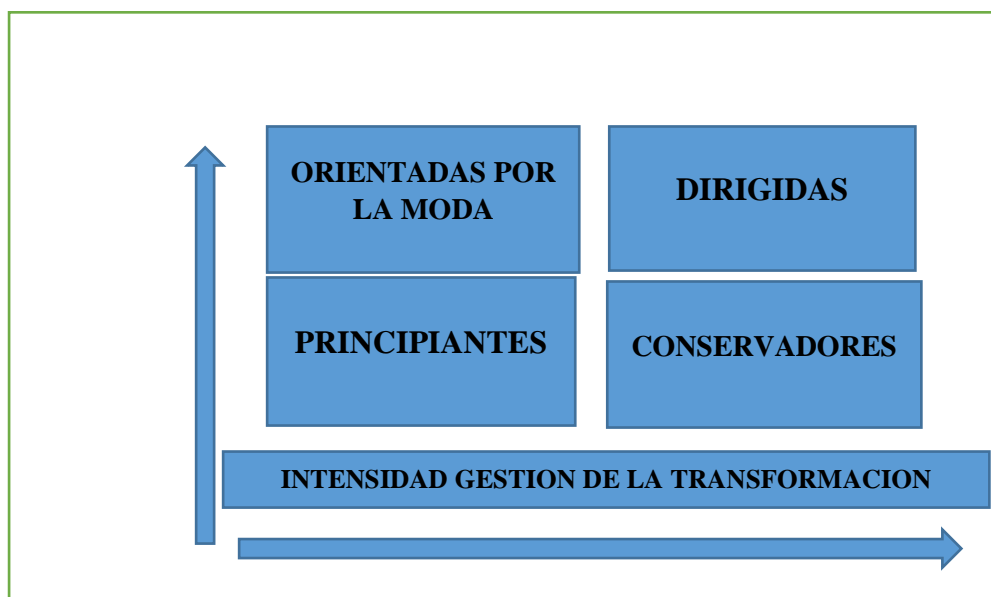 ORIENTADAS POR
LA MODA
DIRIGIDAS
PRINCIPIANTES
CONSERVADORES
INTENSIDAD GESTION DE LA TRANSFORMACION